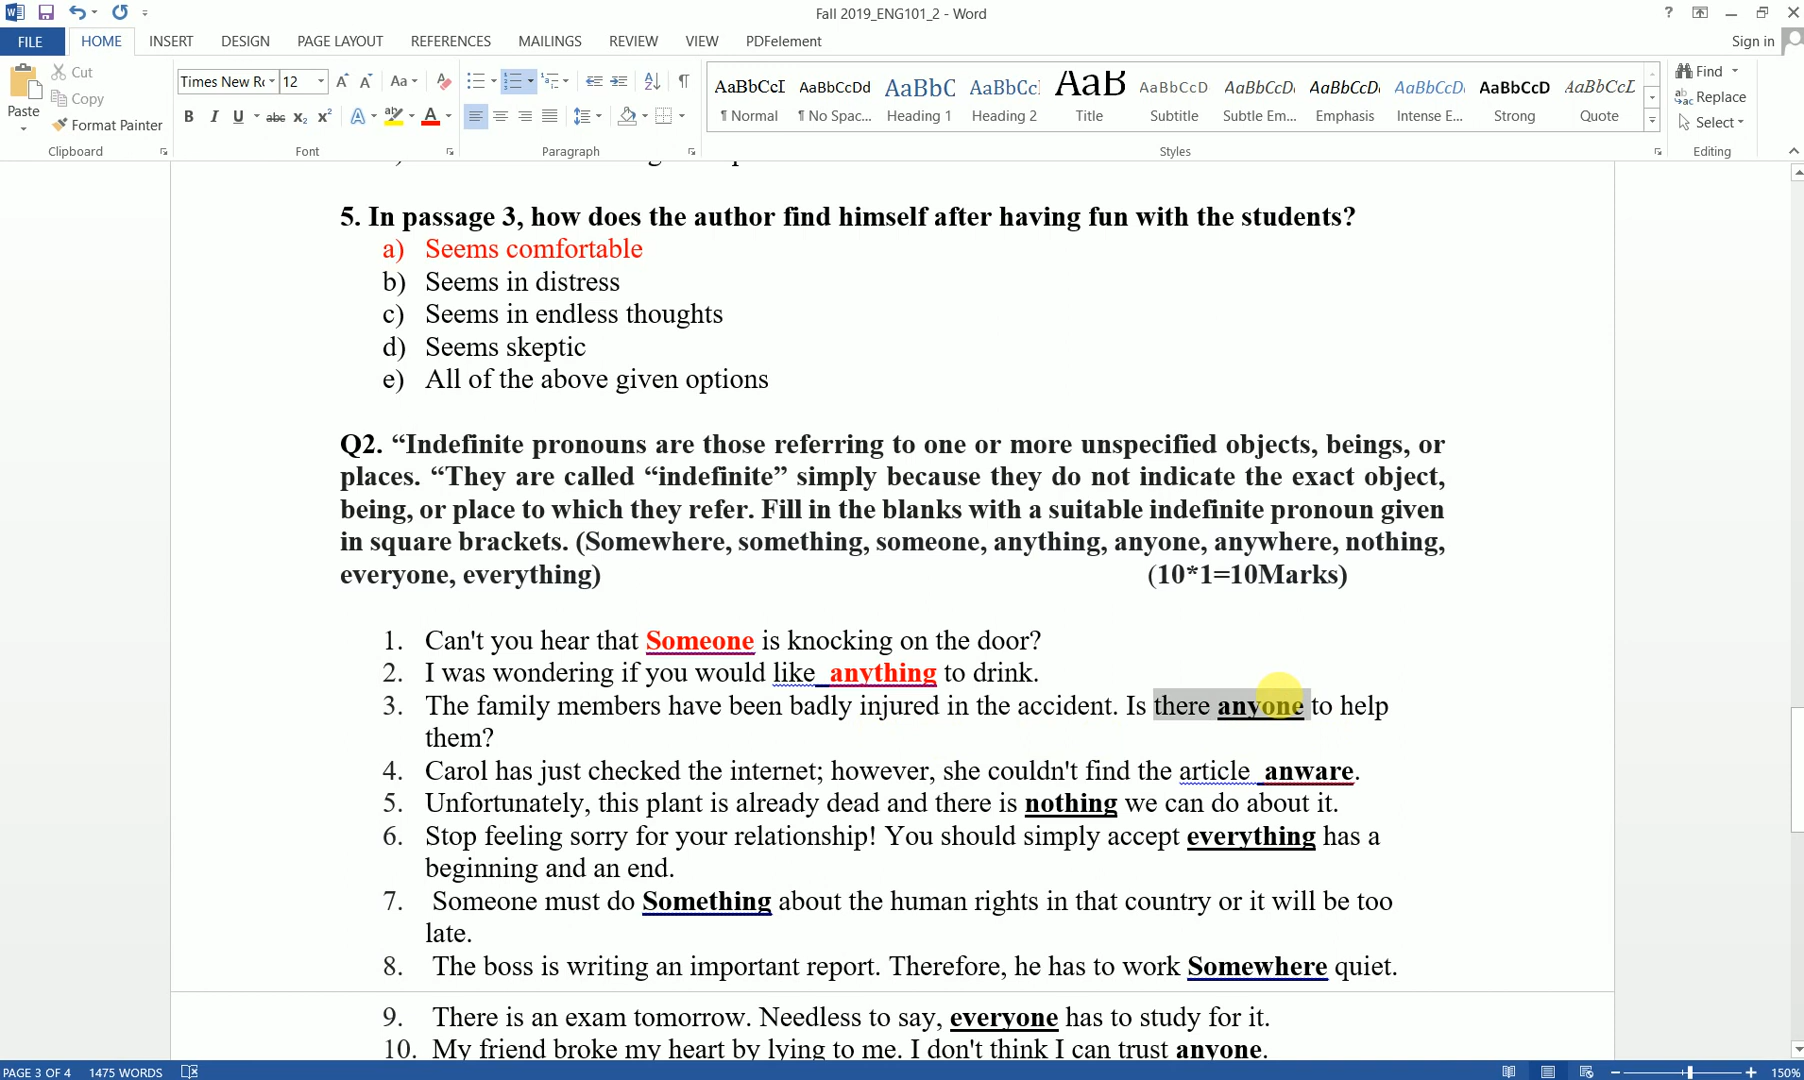 Fall 2019_ENG101_2 - Word
?
FILE HOME INSERT DESIGN PAGE LAYOUT REFERENCES MAILINGS REVIEW VIEW PDFelement Sign in
Paste
Cut
Copy
Format Painter
Clipboard
Times New Ro 12
Font
Paragraph
AaBbCcI AaBbCcDd AaBbC AaBbCcl AaB AaBbCcD AaBbCcDl AaBbCcDl AaBbCcDl AaBbCcDd AaBbCcL
¶ Normal ¶ No Spac... Heading 1 Heading 2 Title Subtitle Subtle Em... Emphasis Intense E... Strong Quote
Styles
Find
Replace
Select
Editing
5. In passage 3, how does the author find himself after having fun with the students?
a) Seems comfortable
b) Seems in distress
c) Seems in endless thoughts
d) Seems skeptic
e) All of the above given options
Q2. “Indefinite pronouns are those referring to one or more unspecified objects, beings, or
places. “They are called “indefinite” simply because they do not indicate the exact object,
being, or place to which they refer. Fill in the blanks with a suitable indefinite pronoun given
in square brackets. (Somewhere, something, someone, anything, anyone, anywhere, nothing,
everyone, everything) (10*1=10Marks)
1. Can't you hear that Someone is knocking on the door?
2. I was wondering if you would like_anything to drink.
3. The family members have been badly injured in the accident. Is there anyone to help
them?
4. Carol has just checked the internet; however, she couldn't find the article_anware.
5. Unfortunately, this plant is already dead and there is nothing we can do about it.
6. Stop feeling sorry for your relationship! You should simply accept everything has a
beginning and an end.
7. Someone must do Something about the human rights in that country or it will be too
late.
8. The boss is writing an important report. Therefore, he has to work Somewhere quiet.
9. There is an exam tomorrow. Needless to say, everyone has to study for it.
10. My friend broke my heart by lying to me. I don't think I can trust anyone.
PAGE 3 OF 4 1475 WORDS 150%